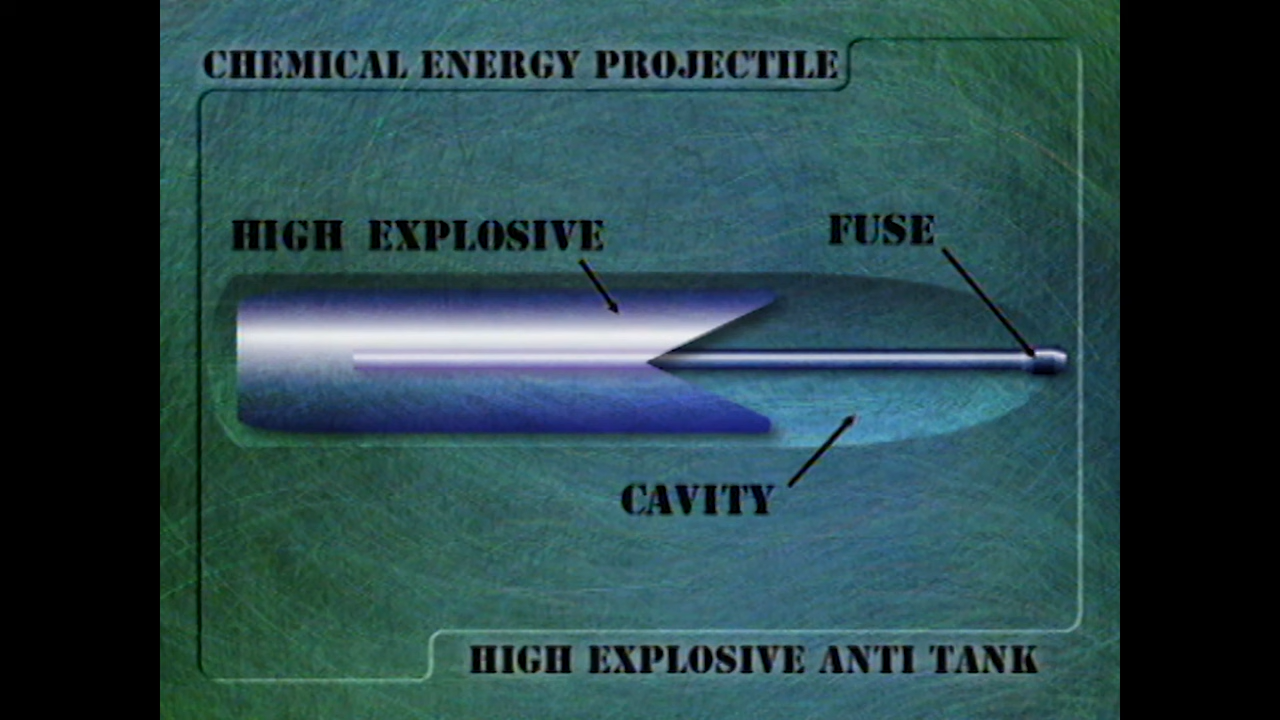 CHEMICAL ENERGY PROJECTILE
HIGH EXPLOSIVE
FUSE
CAVITY
HIGH EXPLOSIVE ANTI TANK